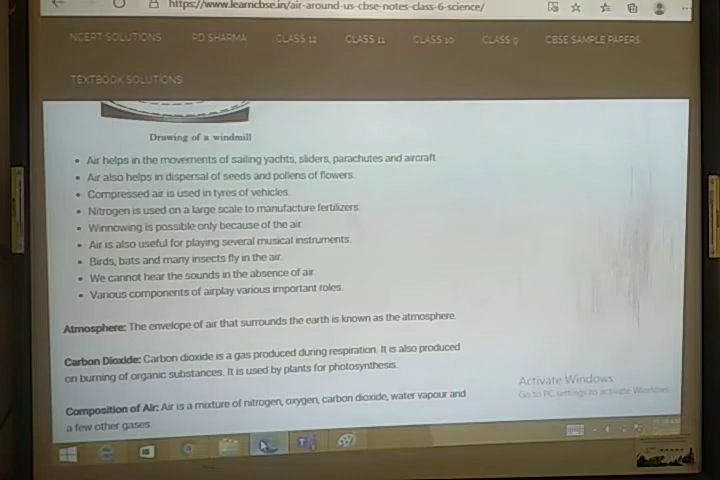 https://www.learncbse.in/air-around-us-cbse-notes-class-6-science/
NCERT SOLUTIONS RD SHARMA CLASS 12 CLASS 11 CLASS 10 CLASS 9 CBSE SAMPLE PAPERS
TEXTBOOK SOLUTIONS
Drawing of a windmill
• Air helps in the movements of sailing yachts, sliders, parachutes and aircraft.
• Air also helps in dispersal of seeds and pollens of flowers.
• Compressed air is used in tyres of vehicles.
• Nitrogen is used on a large scale to manufacture fertilizers.
• Winnowing is possible only because of the air.
• Air is also useful for playing several musical instruments.
• Birds, bats and many insects fly in the air.
• We cannot hear the sounds in the absence of air.
• Various components of airplay various important roles.
Atmosphere: The envelope of air that surrounds the earth is known as the atmosphere.
Carbon Dioxide: Carbon dioxide is a gas produced during respiration. It is also produced
on burning of organic substances. It is used by plants for photosynthesis.
Composition of Air: Air is a mixture of nitrogen, oxygen, carbon dioxide, water vapour and
a few other gases.
Activate Windows
Go to PC settings to activate Windows.